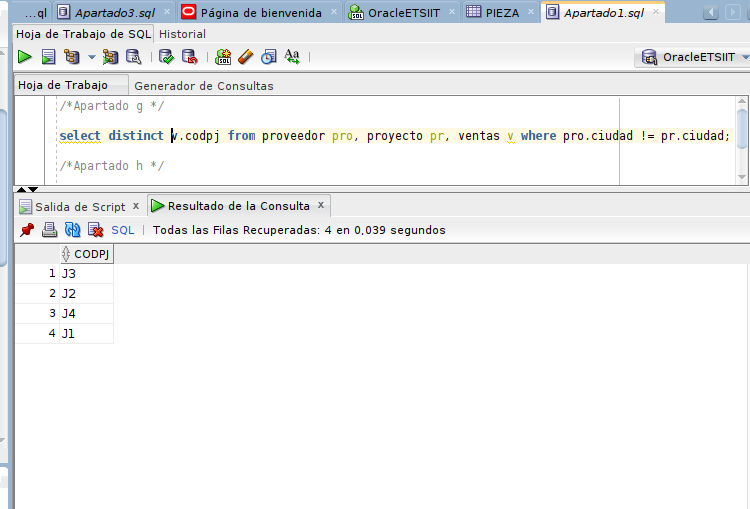 ...ql Apartado3.sql Página de bienvenida OracleETSIIT PIEZA Apartado1.sql
Hoja de Trabajo de SQL Historial
SQL Aa OracleETSIIT
Hoja de Trabajo Generador de Consultas
/*Apartado g */
select distinct v.codpj from proveedor pro, proyecto pr, ventas v where pro.ciudad != pr.ciudad;
/*Apartado h */
Salida de Script x Resultado de la Consulta x
SQL | Todas las Filas Recuperadas: 4 en 0,039 segundos
CODPJ
1 J3
2 J2
3 J4
4 J1